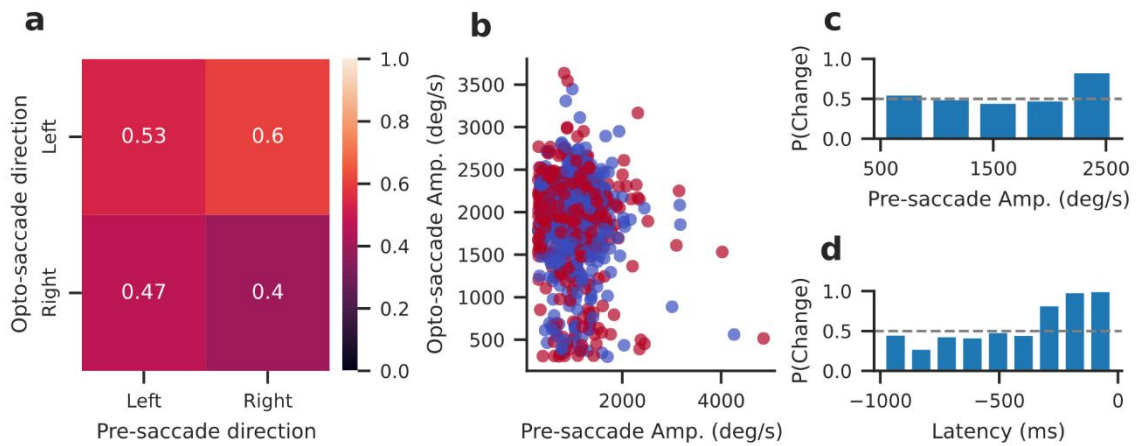 a
Opto-saccade direction
Left
Right
0.53
0.6
0.47
0.4
Left
Right
Pre-saccade direction
1.0
0.8
0.6
0.4
0.2
0.0
b
Opto-saccade Amp. (deg/s)
3500
3000
2500
2000
1500
1000
500
2000
4000
Pre-saccade Amp. (deg/s)
c
P(Change)
1.0
0.5
0.0
500
1500
2500
Pre-saccade Amp. (deg/s)
d
P(Change)
1.0
0.5
0.0
−1000
−500
0
Latency (ms)